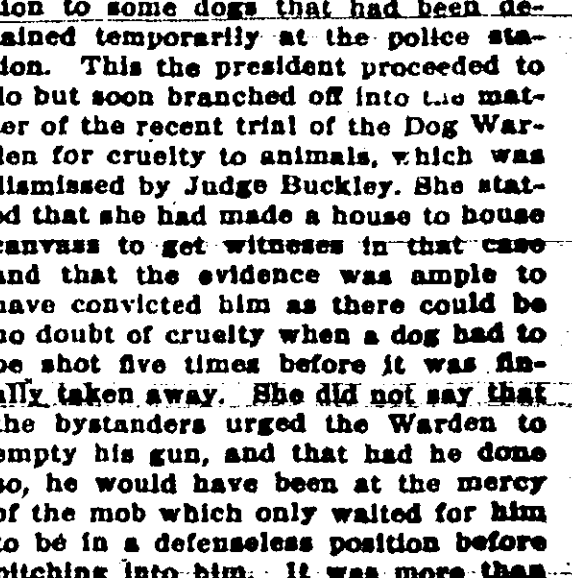 ion to some dogs that had been de-
ained temporarily at the police sta-
ion. This the president proceeded to
do but soon branched off into the mat-
er of the recent trial of the Dog War-
den for cruelty to animals, which was
dismissed by Judge Buckley. She stat-
ed that she had made a house to house
canvass to get witneses in that case
and that the evidence was ample to
have convicted him as there could be
no doubt of cruelty when a dog had to
be shot five times before it was fin-
ally taken away. She did not say that
the bystanders urged the Warden to
empty his gun, and that had he done
so, he would have been at the mercy
of the mob which only waited for him
to be in a defenseless position before
pitching into him. It was more than